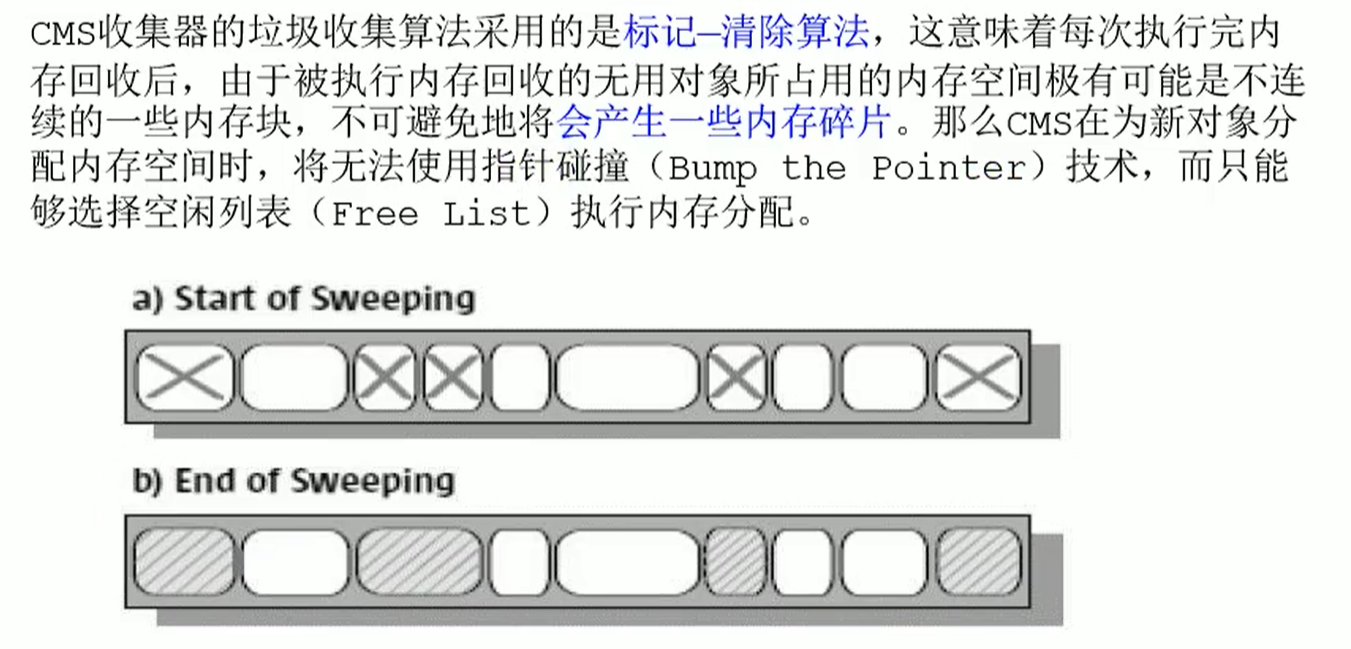 CMS收集器的垃圾收集算法采用的是标记—清除算法，这意味着每次执行完内
存回收后，由于被执行内存回收的无用对象所占用的内存空间极有可能是不连
续的一些内存块，不可避免地将会产生一些内存碎片。那么CMS在为新对象分
配内存空间时，将无法使用指针碰撞（Bump the Pointer）技术，而只能
够选择空闲列表（Free List）执行内存分配。
a) Start of Sweeping
b) End of Sweeping